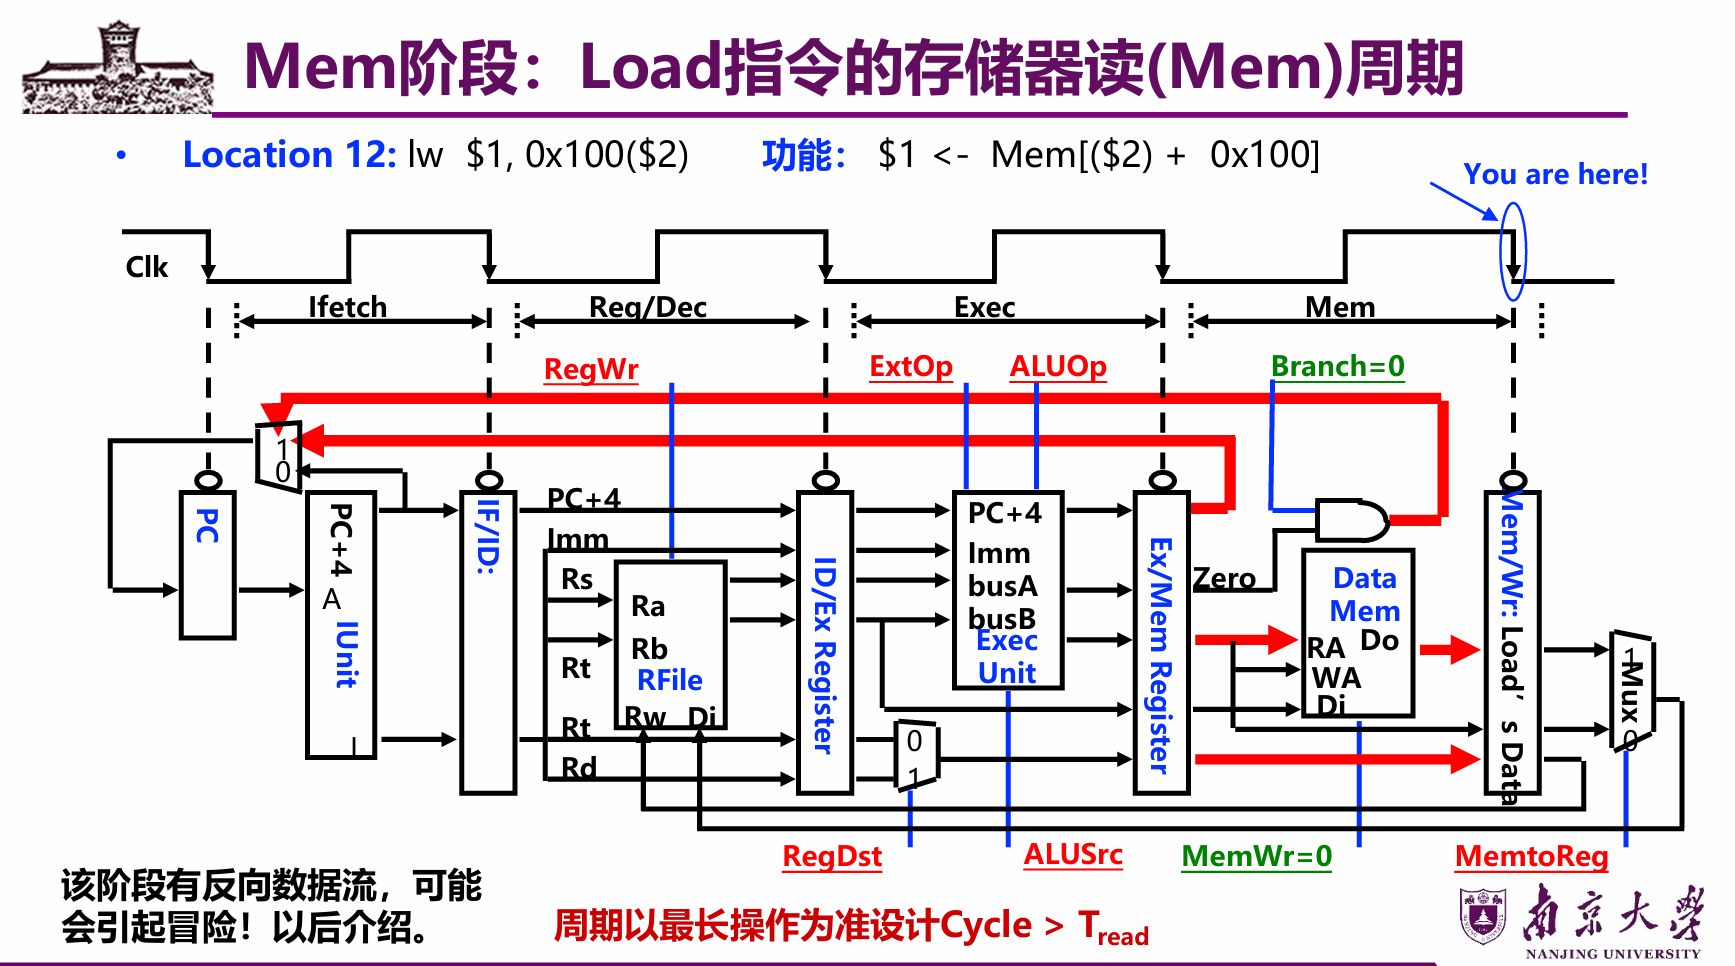 Mem阶段：Load指令的存储器读(Mem)周期
• Location 12: lw $1, 0x100($2) 功能： $1 <- Mem[($2) + 0x100]
You are here!
Clk
Ifetch Reg/Dec Exec Mem
RegWr ExtOp ALUOp Branch=0
1
0
PC
PC+4
A
IUnit
I
IF/ID:
PC+4
Imm
Rs
Rt
Rt
Rd
Ra
Rb
RFile
Rw Di
ID/Ex Register
0
1
PC+4
Imm
busA
busB
Exec
Unit
Ex/Mem Register
Zero
Data
Mem
RA Do
WA
Di
Mem/Wr: Load’s Data
1
Mux
0
RegDst ALUSrc MemWr=0 MemtoReg
该阶段有反向数据流，可能
会引起冒险！以后介绍。
周期以最长操作为准设计Cycle > Tread
南京大学
NANJING UNIVERSITY